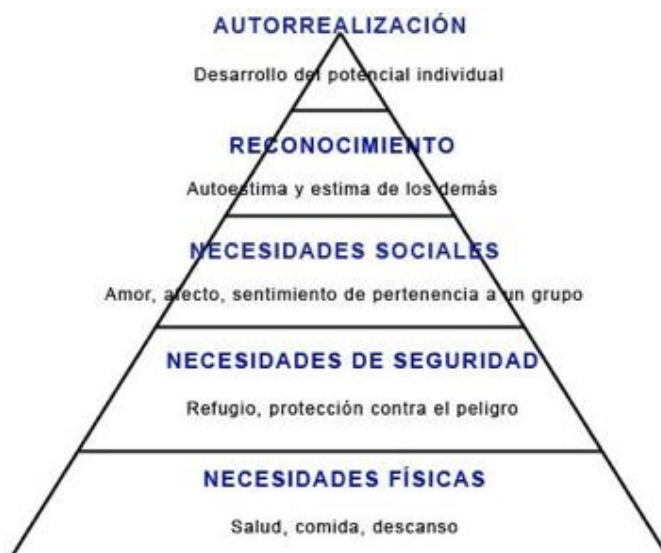 AUTORREALIZACIÓN
Desarrollo del potencial individual
RECONOCIMIENTO
Autoestima y estima de los demás
NECESIDADES SOCIALES
Amor, afecto, sentimiento de pertenencia a un grupo
NECESIDADES DE SEGURIDAD
Refugio, protección contra el peligro
NECESIDADES FÍSICAS
Salud, comida, descanso